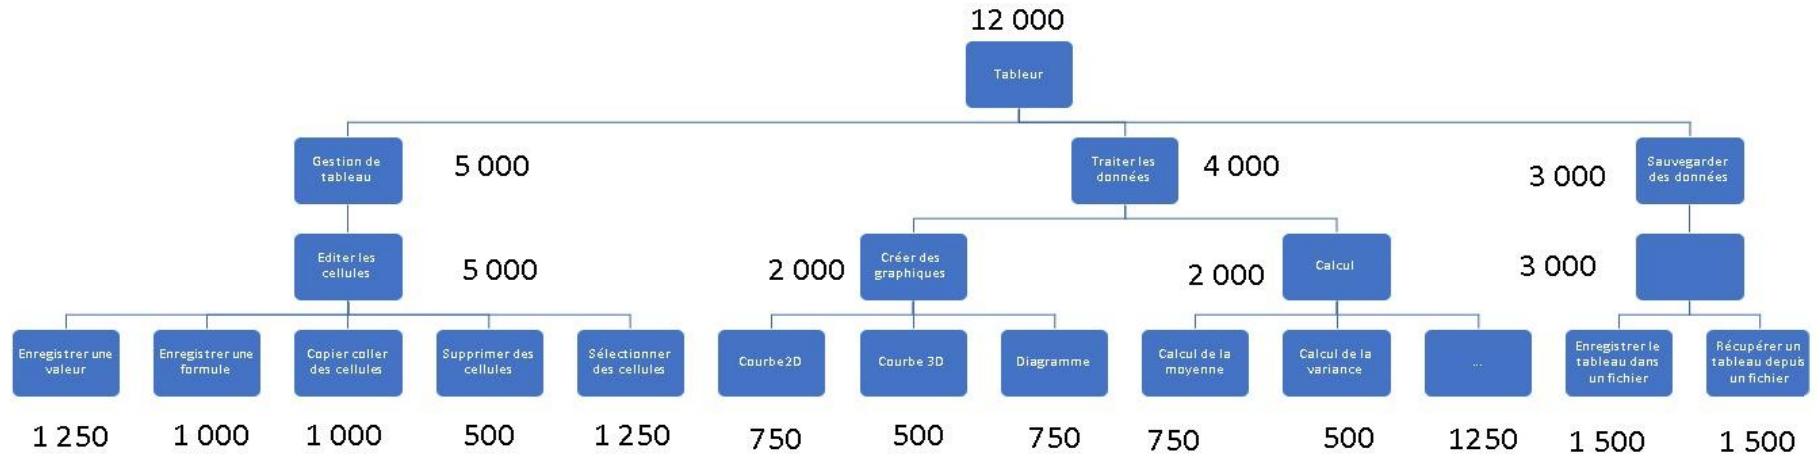 12 000
Tableur
Gestion de
tableau
5 000
Traiter les
données
4 000
3 000
Sauvegarder
des données
Editer les
cellules
5 000
2 000
Créer des
graphiques
2 000
Calcul
3 000
Enregistrer une
valeur
Enregistrer une
formule
Copier coller
des cellules
Supprimer des
cellules
Sélectionner
des cellules
Courbe2D
Courbe 3D
Diagramme
Calcul de la
moyenne
Calcul de la
variance
...
Enregistrer le
tableau dans
un fichier
Récupérer un
tableau depuis
un fichier
1 250
1 000
1 000
500
1 250
750
500
750
750
500
1250
1 500
1 500